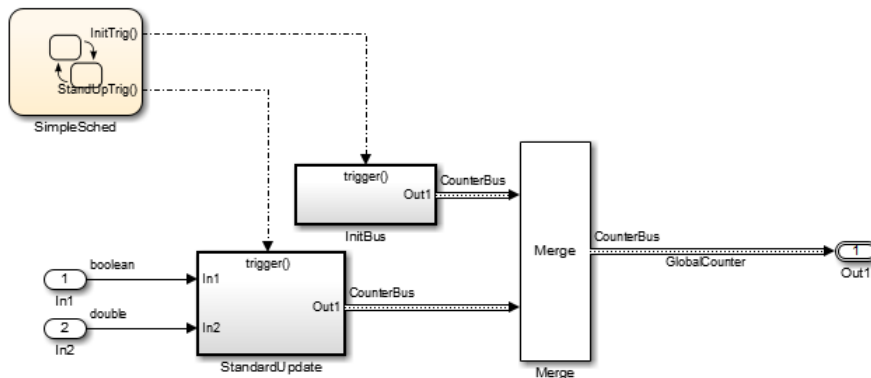 InitTrig()
StandUpTrig()
SimpleSched
trigger()
Out1
InitBus
CounterBus
Merge
CounterBus
GlobalCounter
1
Out1
boolean
1
In1
double
2
In2
trigger()
In1
In2
Out1
StandardUpdate
CounterBus
Merge